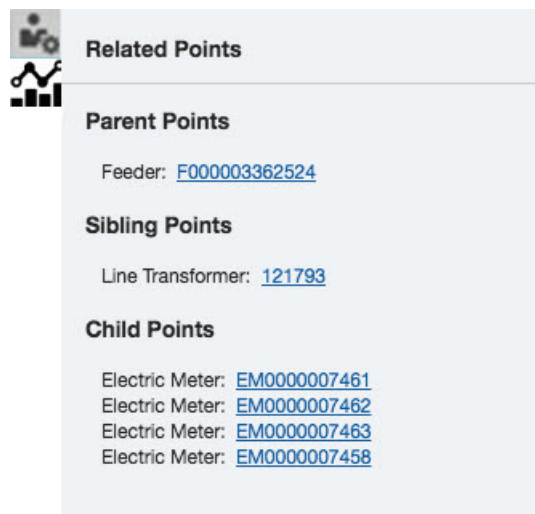 Related Points
Parent Points
Feeder: F000003362524
Sibling Points
Line Transformer: 121793
Child Points
Electric Meter: EM0000007461
Electric Meter: EM0000007462
Electric Meter: EM0000007463
Electric Meter: EM0000007458